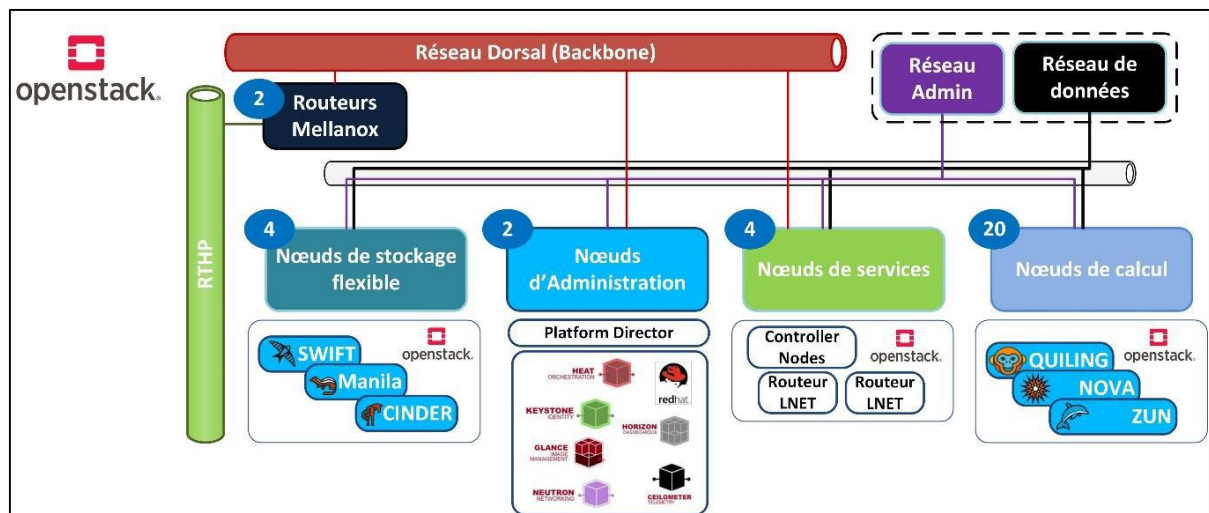 openstack.
Réseau Dorsal (Backbone)
Réseau
Admin
Réseau de
données
2
Routeurs
Mellanox
RTHP
4
Nœuds de stockage
flexible
2
Nœuds
d’Administration
4
Nœuds de services
20
Nœuds de calcul
openstack.
SWIFT
Manila
CINDER
Platform Director
HEAT
ORCHESTRATION
redhat
KEYSTONE
IDENTITY
HORIZON
DASHBOARD
GLANCE
IMAGE
MANAGEMENT
NEUTRON
NETWORKING
CEILOMETER
TELEMETRY
Controller
Nodes
openstack.
Routeur
LNET
Routeur
LNET
openstack.
QUILING
NOVA
ZUN